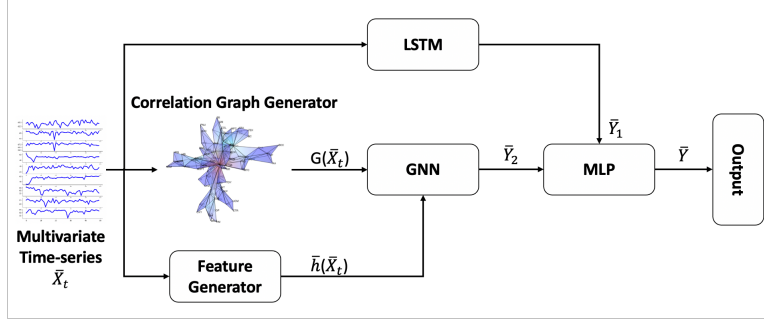 LSTM
Correlation Graph Generator
Ȳ₁
G(X̄ₜ)
GNN
Ȳ₂
MLP
Ȳ
Output
Multivariate
Time-series
X̄ₜ
Feature
Generator
h̄(X̄ₜ)